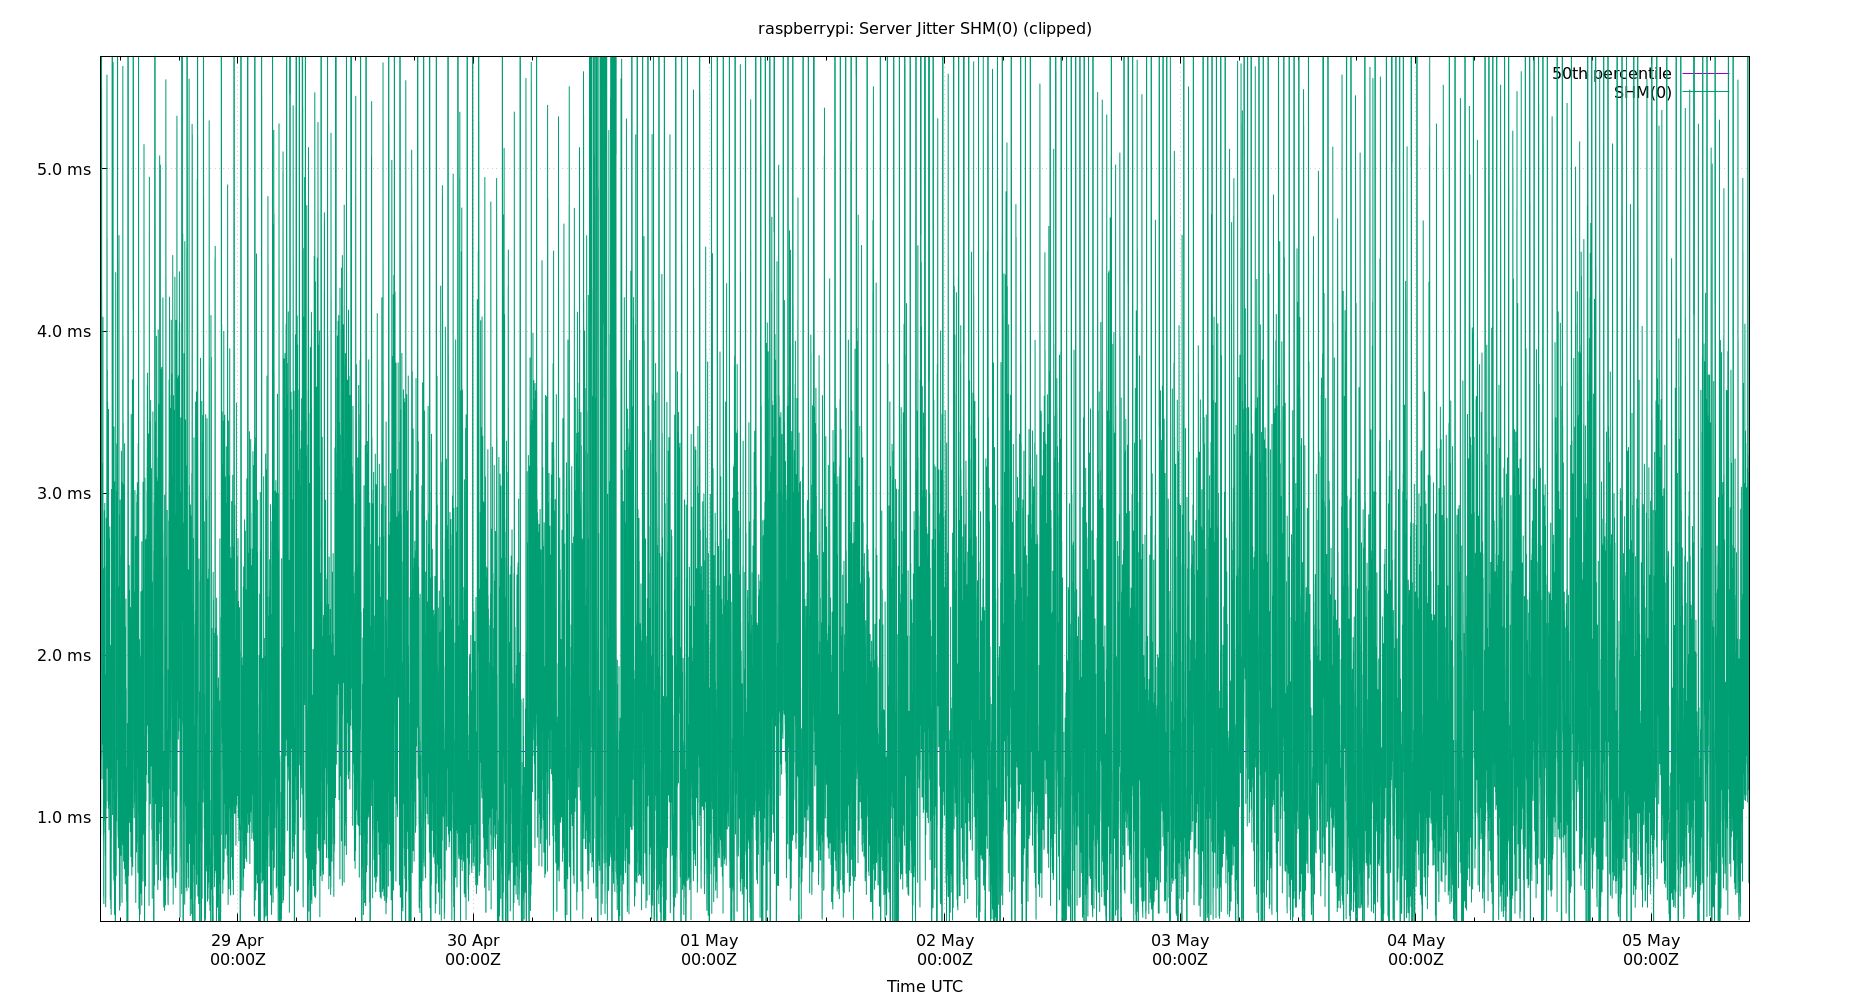 raspberrypi: Server Jitter SHM(0) (clipped)
50th percentile
SHM(0)
5.0 ms
4.0 ms
3.0 ms
2.0 ms
1.0 ms
29 Apr 30 Apr 01 May 02 May 03 May 04 May 05 May
00:00Z 00:00Z 00:00Z 00:00Z 00:00Z 00:00Z 00:00Z
Time UTC